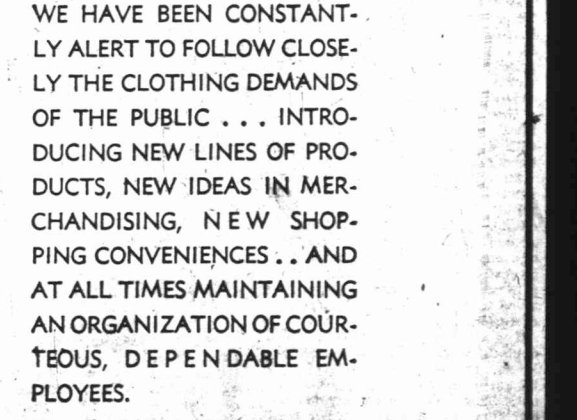 WE HAVE BEEN CONSTANT-
LY ALERT TO FOLLOW CLOSE-
LY THE CLOTHING DEMANDS
OF THE PUBLIC . . . INTRO-
DUCING NEW LINES OF PRO-
DUCTS, NEW IDEAS IN MER-
CHANDISING, NEW SHOP-
PING CONVENIENCES . . AND
AT ALL TIMES MAINTAINING
AN ORGANIZATION OF COUR-
TEOUS, DEPENDABLE EM-
PLOYEES.